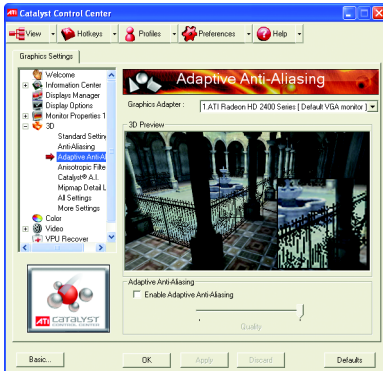 Catalyst Control Center
View Hotkeys Profiles Preferences Help
Graphics Settings
Welcome
Information Center
Displays Manager
Display Options
Monitor Properties 1
3D
Standard Settin
Anti-Aliasing
Adaptive Anti-Al
Anisotropic Filte
Catalyst® A.I.
Mipmap Detail L
All Settings
More Settings
Color
Video
VPU Recover
Adaptive Anti-Aliasing
Graphics Adapter :
1.ATI Radeon HD 2400 Series [ Default VGA monitor ]
3D Preview
Adaptive Anti-Aliasing
Enable Adaptive Anti-Aliasing
Quality
ATI CATALYST
CONTROL CENTER
Basic...
OK
Apply
Discard
Defaults